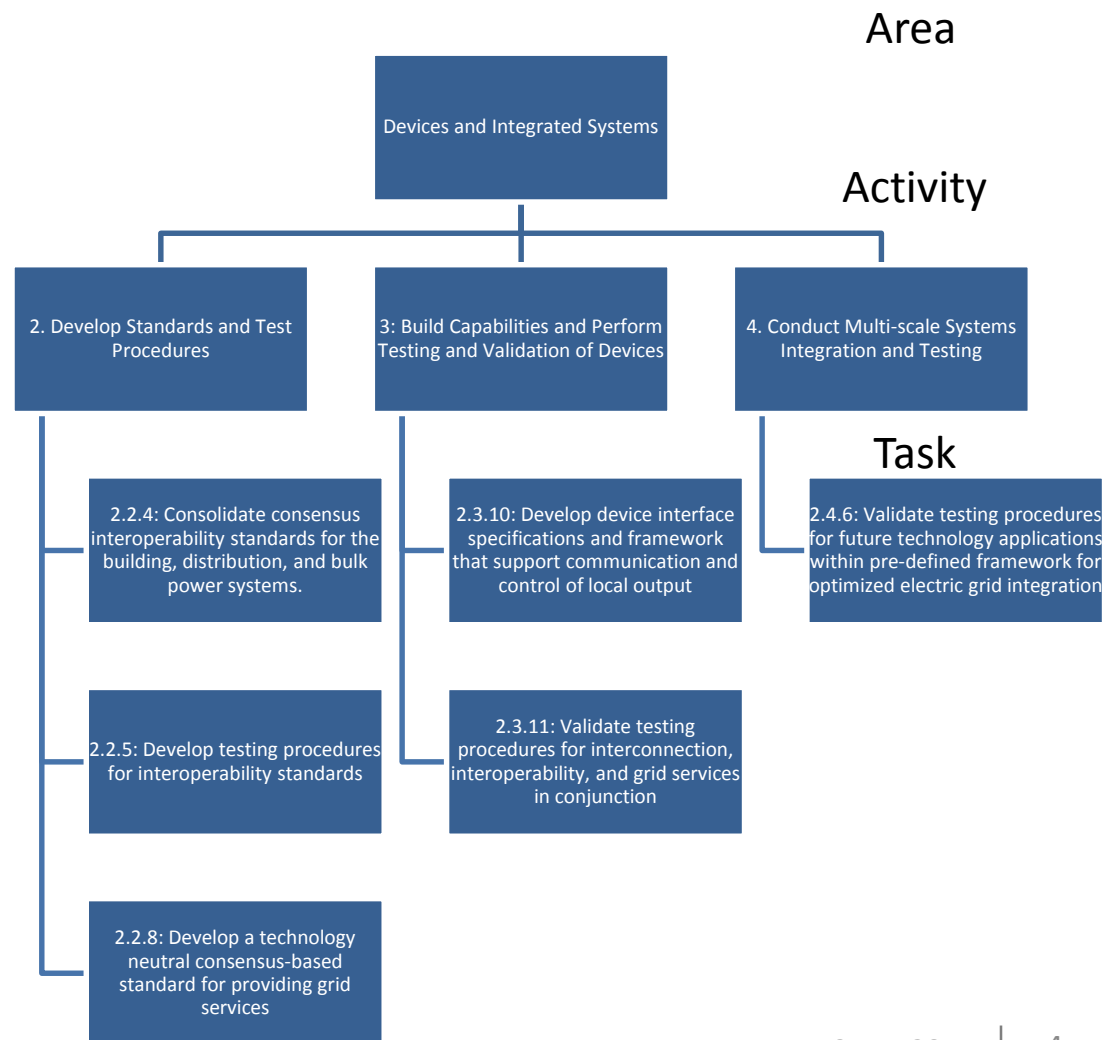 Area
Devices and Integrated Systems
Activity
2. Develop Standards and Test
Procedures
3: Build Capabilities and Perform
Testing and Validation of Devices
4. Conduct Multi-scale Systems
Integration and Testing
Task
2.2.4: Consolidate consensus
interoperability standards for the
building, distribution, and bulk
power systems.
2.3.10: Develop device interface
specifications and framework
that support communication and
control of local output
2.4.6: Validate testing procedures
for future technology applications
within pre-defined framework for
optimized electric grid integration
2.2.5: Develop testing procedures
for interoperability standards
2.3.11: Validate testing
procedures for interconnection,
interoperability, and grid services
in conjunction
2.2.8: Develop a technology
neutral consensus-based
standard for providing grid
services